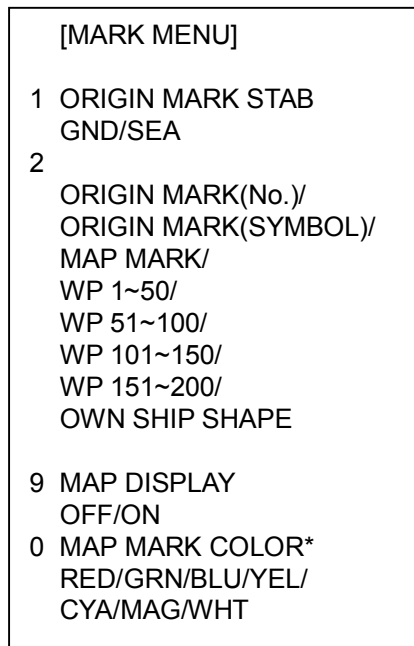 [MARK MENU]
1 ORIGIN MARK STAB
GND/SEA
2
ORIGIN MARK(No.)/
ORIGIN MARK(SYMBOL)/
MAP MARK/
WP 1~50/
WP 51~100/
WP 101~150/
WP 151~200/
OWN SHIP SHAPE
9 MAP DISPLAY
OFF/ON
0 MAP MARK COLOR*
RED/GRN/BLU/YEL/
CYA/MAG/WHT